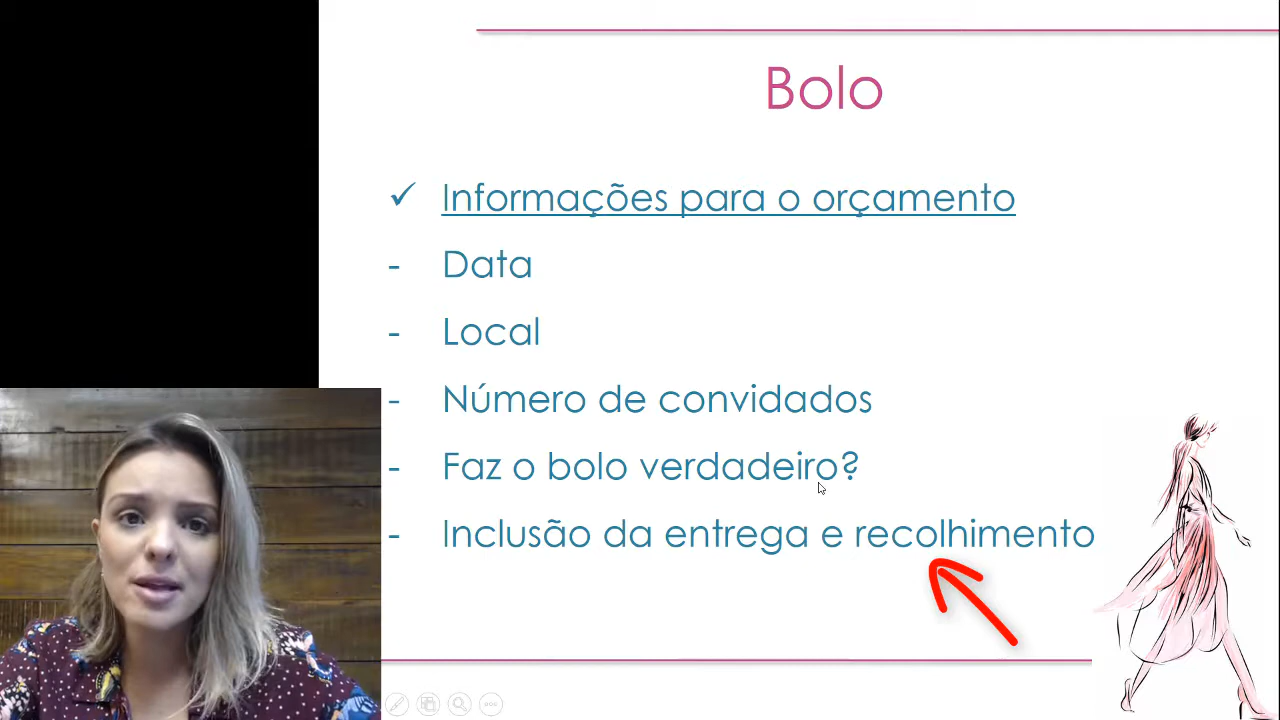 Bolo
✓ Informações para o orçamento
- Data
- Local
- Número de convidados
- Faz o bolo verdadeiro?
- Inclusão da entrega e recolhimento